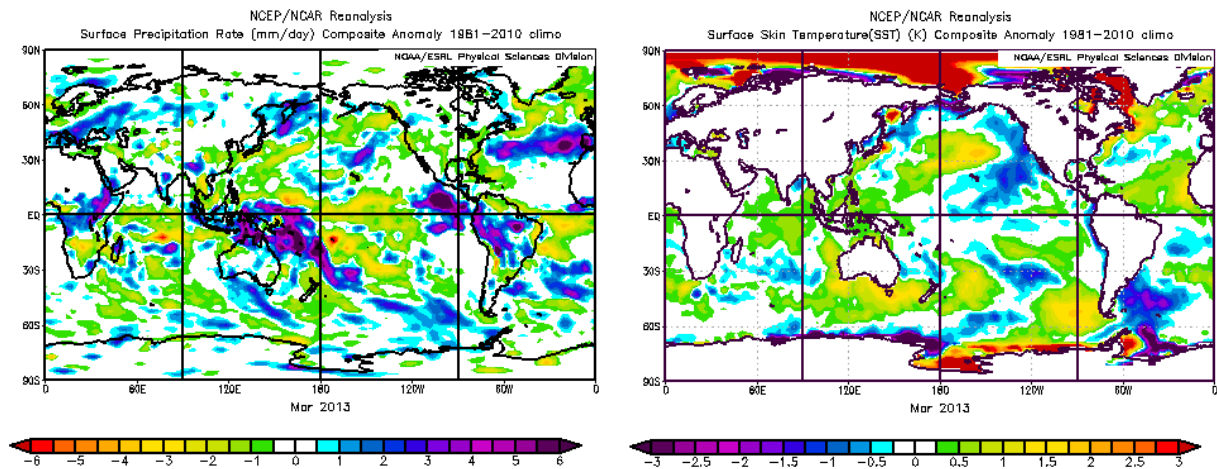 NCEP/NCAR Reanalysis
Surface Precipitation Rate (mm/day) Composite Anomaly 1981-2010 climo
NOAA/ESRL Physical Sciences Division
90N
60N
30N
EQ
30S
60S
90S
0 60E 120E 180 120W 60W 0
Mar 2013
-6 -5 -4 -3 -2 -1 0 1 2 3 4 5 6
NCEP/NCAR Reanalysis
Surface Skin Temperature(SST) (K) Composite Anomaly 1981-2010 climo
NOAA/ESRL Physical Sciences Division
90N
60N
30N
EQ
30S
60S
90S
0 60E 120E 180 120W 60W 0
Mar 2013
-3 -2.5 -2 -1.5 -1 -0.5 0 0.5 1 1.5 2 2.5 3